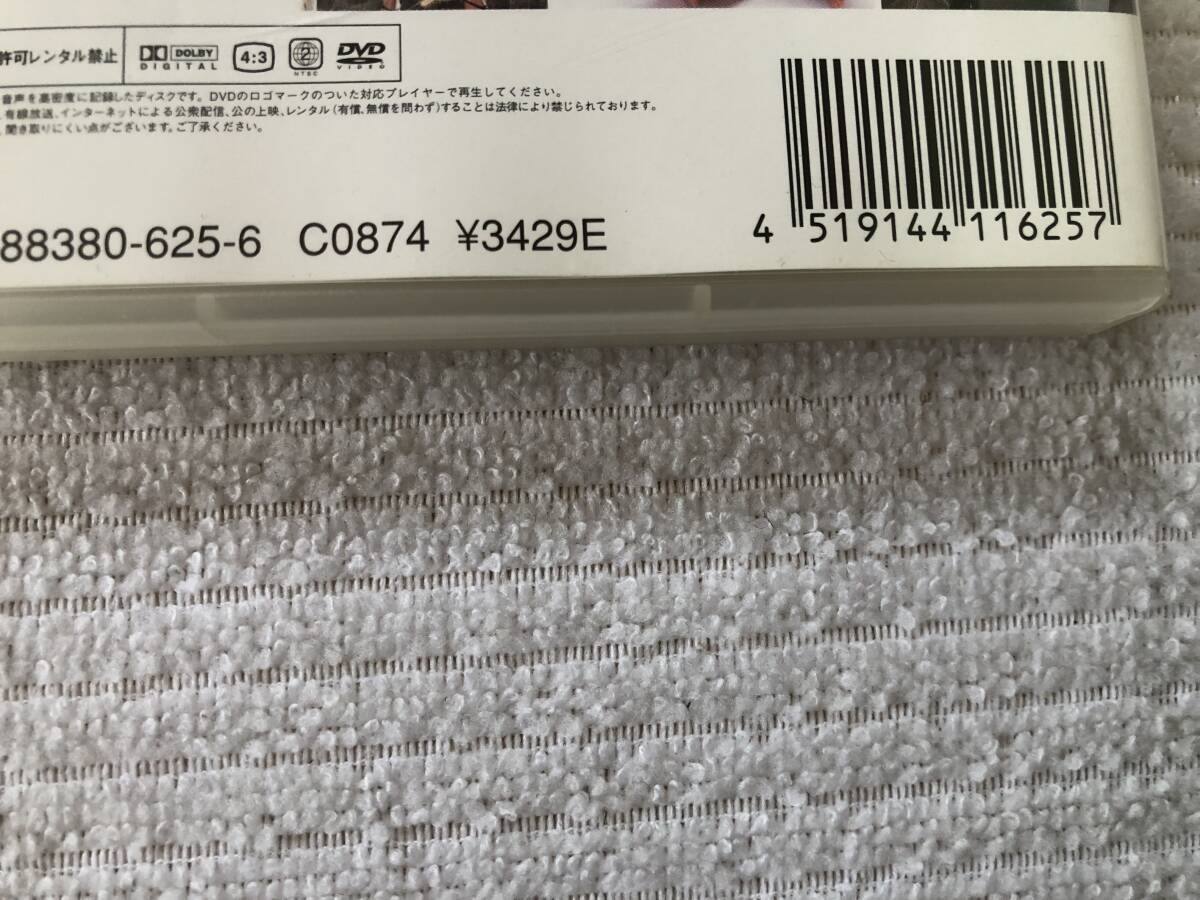 許可レンタル禁止 DOLBY DIGITAL 4:3 2 NTSC DVD VIDEO
音声を高密度に記録したディスクです。DVDのロゴマークのついた対応プレイヤーで再生してください。
、有線放送、インターネットによる公衆配信、公の上映、レンタル(有償、無償を問わず)することは法律により禁じられております。
、聞き取りにくい点がございます。ご了承ください。
88380-625-6 C0874 ¥3429E
4 519144 116257